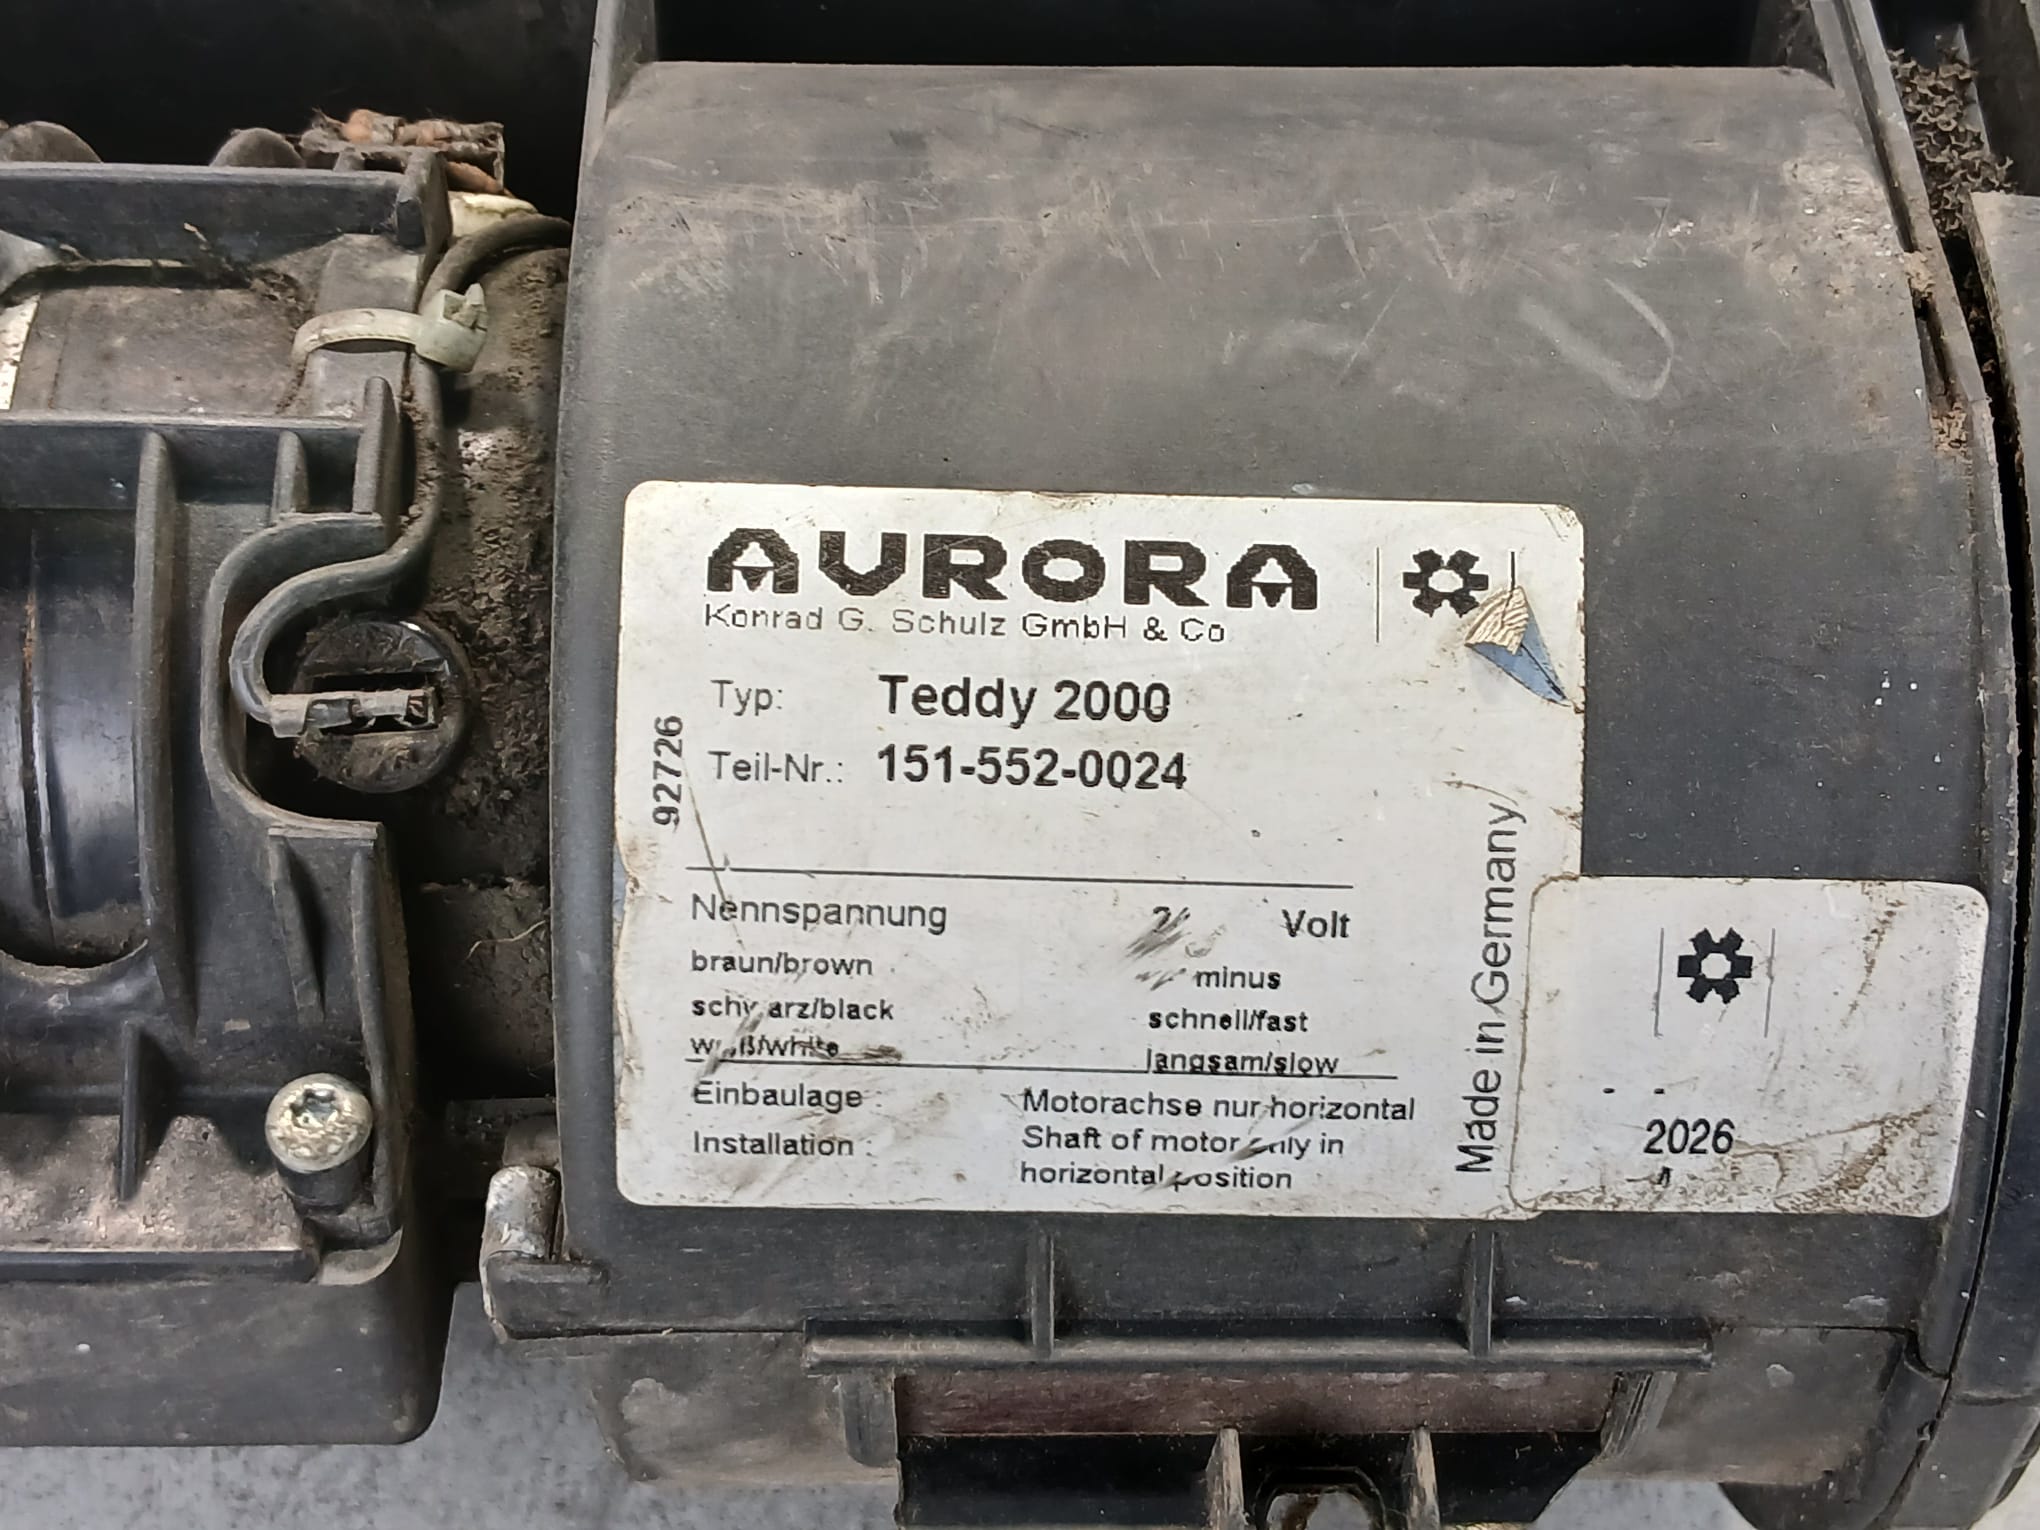 AURORA
Konrad G. Schulz GmbH & Co
Typ: Teddy 2000
Teil-Nr.: 151-552-0024
92726
Nennspannung Volt
braun/brown minus
schwarz/black schnell/fast
weiß/white langsam/slow
Einbaulage : Motorachse nur horizontal
Installation : Shaft of motor only in
horizontal position
Made in Germany
2026